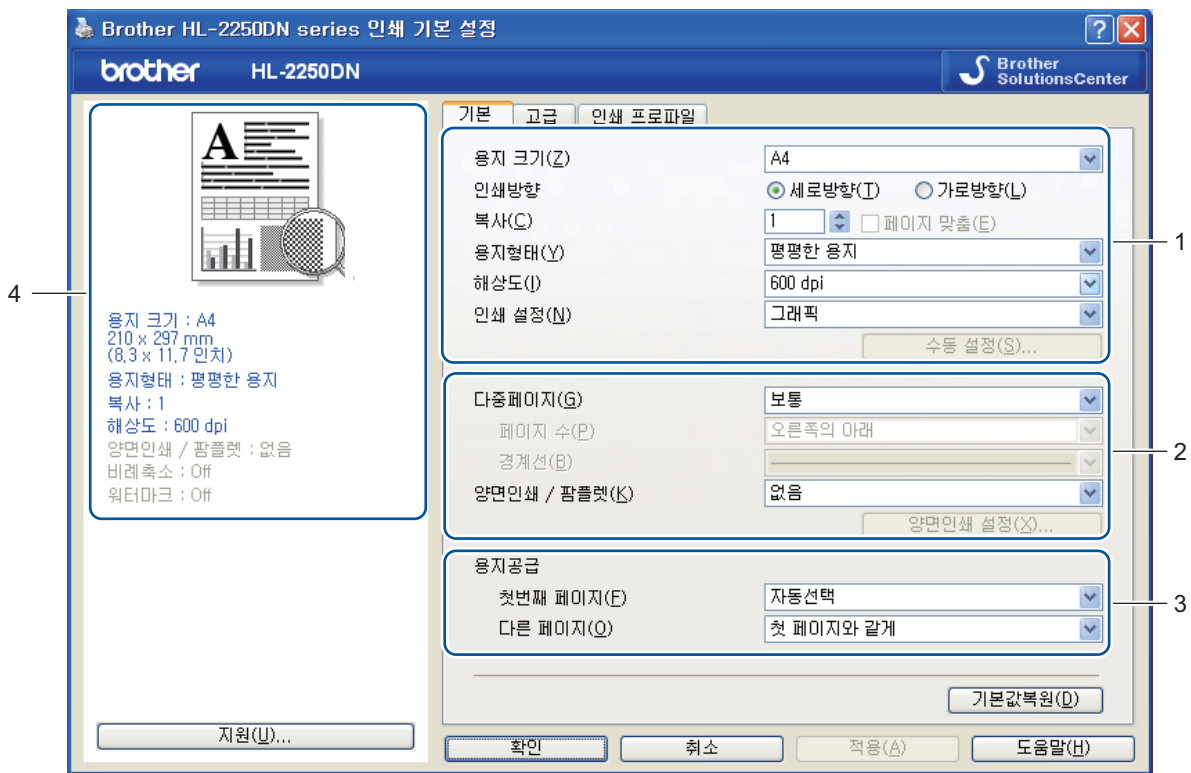 Brother HL-2250DN series 인쇄 기본 설정
brother HL-2250DN
Brother
SolutionsCenter
A
용지 크기 : A4
210 x 297 mm
(8,3 x 11,7 인치)
용지형태 : 평평한 용지
복사 : 1
해상도 : 600 dpi
양면인쇄 / 팜플렛 : 없음
비례축소 : Off
워터마크 : Off
4
지원(U)...
기본 고급 인쇄 프로파일
용지 크기(Z) A4
인쇄방향 세로방향(T) 가로방향(L)
복사(C) 1 페이지 맞춤(E)
용지형태(Y) 평평한 용지
해상도(I) 600 dpi
인쇄 설정(N) 그래픽
수동 설정(S)...
1
다중페이지(G) 보통
페이지 수(P) 오른쪽의 아래
경계선(B)
양면인쇄 / 팜플렛(K) 없음
양면인쇄 설정(X)...
2
용지공급
첫번째 페이지(F) 자동선택
다른 페이지(O) 첫 페이지와 같게
3
기본값복원(D)
확인 취소 적용(A) 도움말(H)